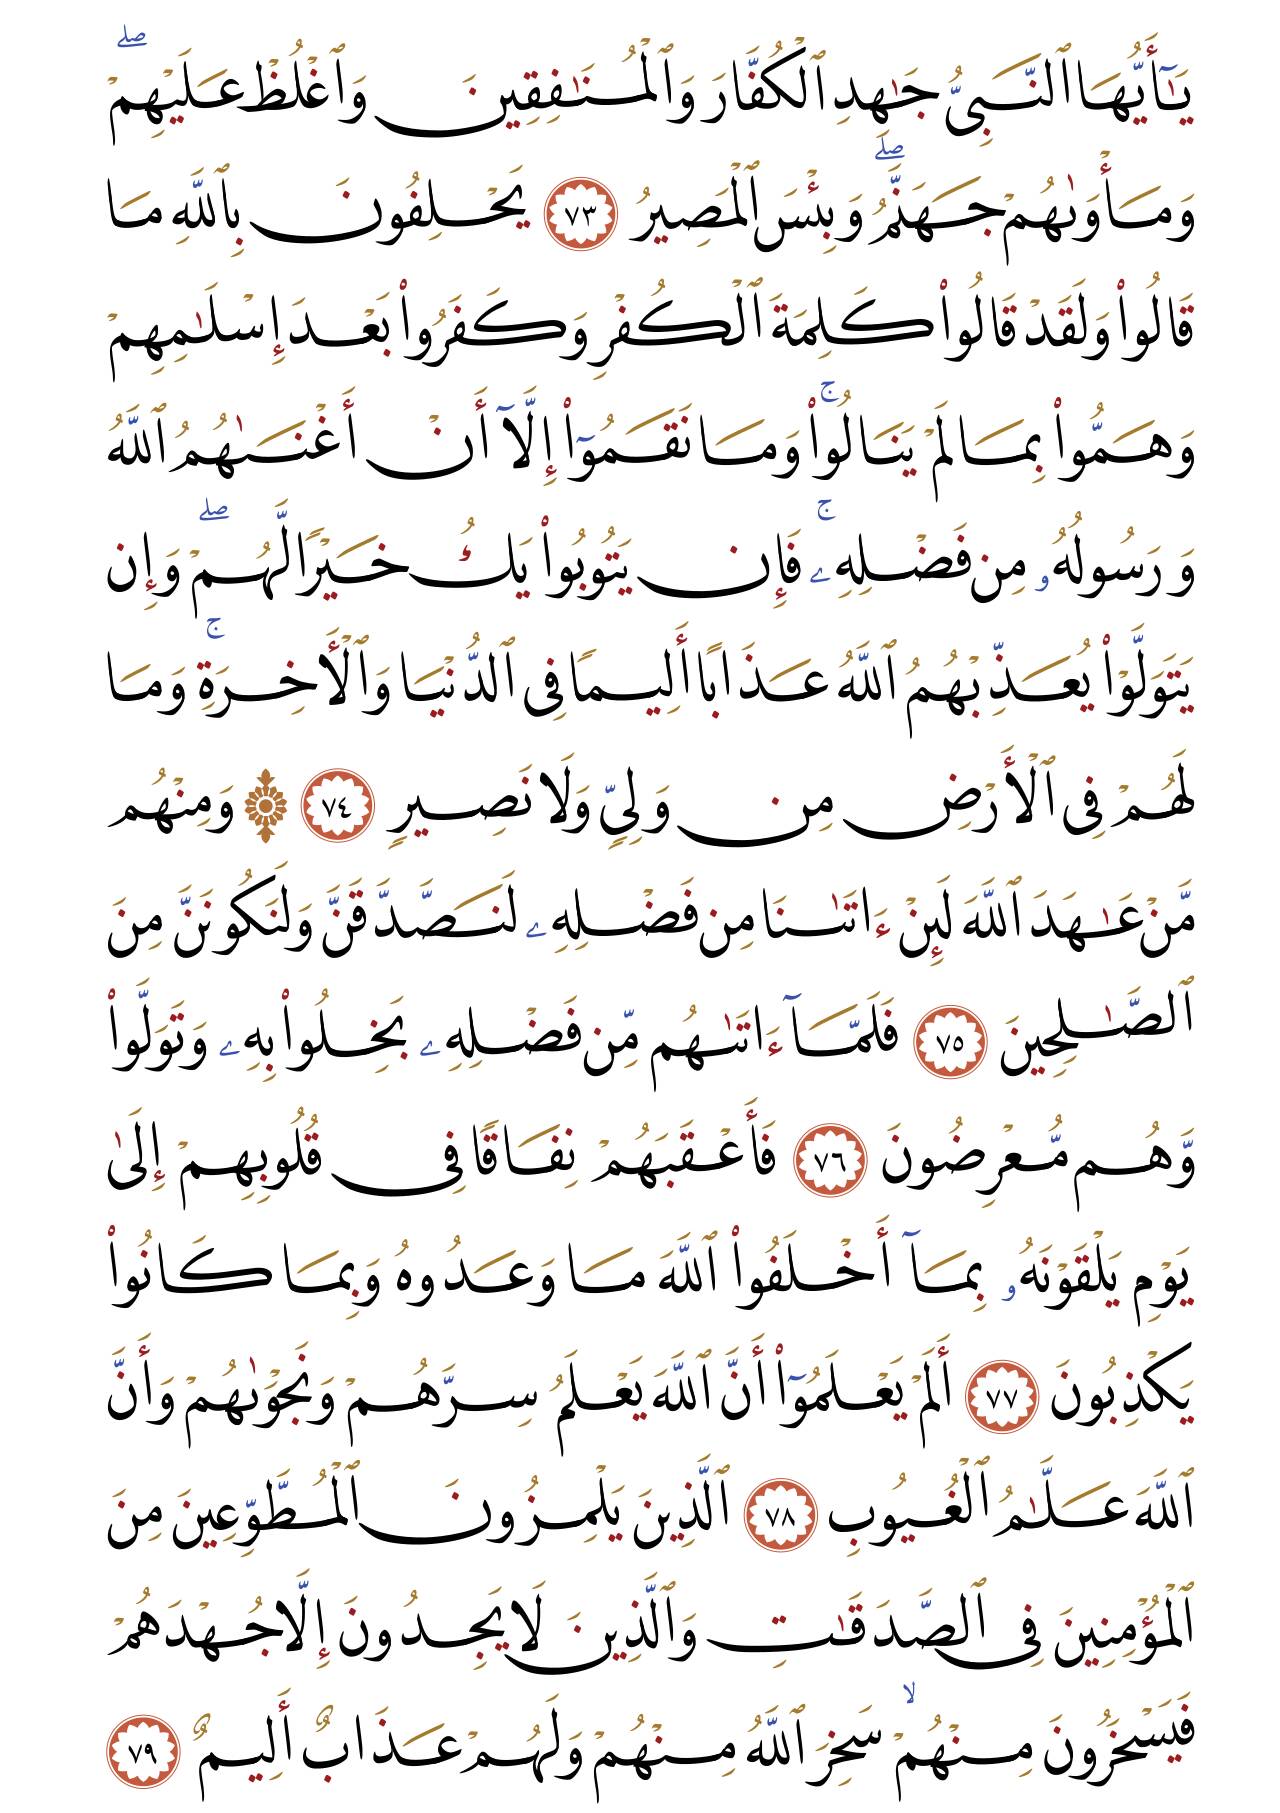 يَـٰٓأَيُّهَا ٱلنَّبِىُّ جَـٰهِدِ ٱلْكُفَّارَ وَٱلْمُنَـٰفِقِينَ وَٱغْلُظْ عَلَيْهِمْ ۖ
وَمَأْوَىٰهُمْ جَهَنَّمُ ۖ وَبِئْسَ ٱلْمَصِيرُ ٧٣ يَحْلِفُونَ بِٱللَّهِ مَا
قَالُوا۟ وَلَقَدْ قَالُوا۟ كَلِمَةَ ٱلْكُفْرِ وَكَفَرُوا۟ بَعْدَ إِسْلَـٰمِهِمْ
وَهَمُّوا۟ بِمَا لَمْ يَنَالُوا۟ ۚ وَمَا نَقَمُوٓا۟ إِلَّآ أَنْ أَغْنَىٰهُمُ ٱللَّهُ
وَرَسُولُهُۥ مِن فَضْلِهِۦ ۚ فَإِن يَتُوبُوا۟ يَكُ خَيْرًا لَّهُمْ ۖ وَإِن
يَتَوَلَّوْا۟ يُعَذِّبْهُمُ ٱللَّهُ عَذَابًا أَلِيمًا فِى ٱلدُّنْيَا وَٱلْأَخِرَةِ ۚ وَمَا
لَهُمْ فِى ٱلْأَرْضِ مِن وَلِىٍّ وَلَا نَصِيرٍ ٧٤ ۞ وَمِنْهُم
مَّنْ عَـٰهَدَ ٱللَّهَ لَئِنْ ءَاتَىٰنَا مِن فَضْلِهِۦ لَنَصَّدَّقَنَّ وَلَنَكُونَنَّ مِنَ
ٱلصَّـٰلِحِينَ ٧٥ فَلَمَّآ ءَاتَىٰهُم مِّن فَضْلِهِۦ بَخِلُوا۟ بِهِۦ وَتَوَلَّوا۟
وَّهُم مُّعْرِضُونَ ٧٦ فَأَعْقَبَهُمْ نِفَاقًا فِى قُلُوبِهِمْ إِلَىٰ
يَوْمِ يَلْقَوْنَهُۥ بِمَآ أَخْلَفُوا۟ ٱللَّهَ مَا وَعَدُوهُ وَبِمَا كَانُوا۟
يَكْذِبُونَ ٧٧ أَلَمْ يَعْلَمُوٓا۟ أَنَّ ٱللَّهَ يَعْلَمُ سِرَّهُمْ وَنَجْوَىٰهُمْ وَأَنَّ
ٱللَّهَ عَلَّـٰمُ ٱلْغُيُوبِ ٧٨ ٱلَّذِينَ يَلْمِزُونَ ٱلْمُطَّوِّعِينَ مِنَ
ٱلْمُؤْمِنِينَ فِى ٱلصَّدَقَـٰتِ وَٱلَّذِينَ لَا يَجِدُونَ إِلَّا جُهْدَهُمْ
فَيَسْخَرُونَ مِنْهُمْ ۙ سَخِرَ ٱللَّهُ مِنْهُمْ وَلَهُمْ عَذَابٌ أَلِيمٌ ٧٩